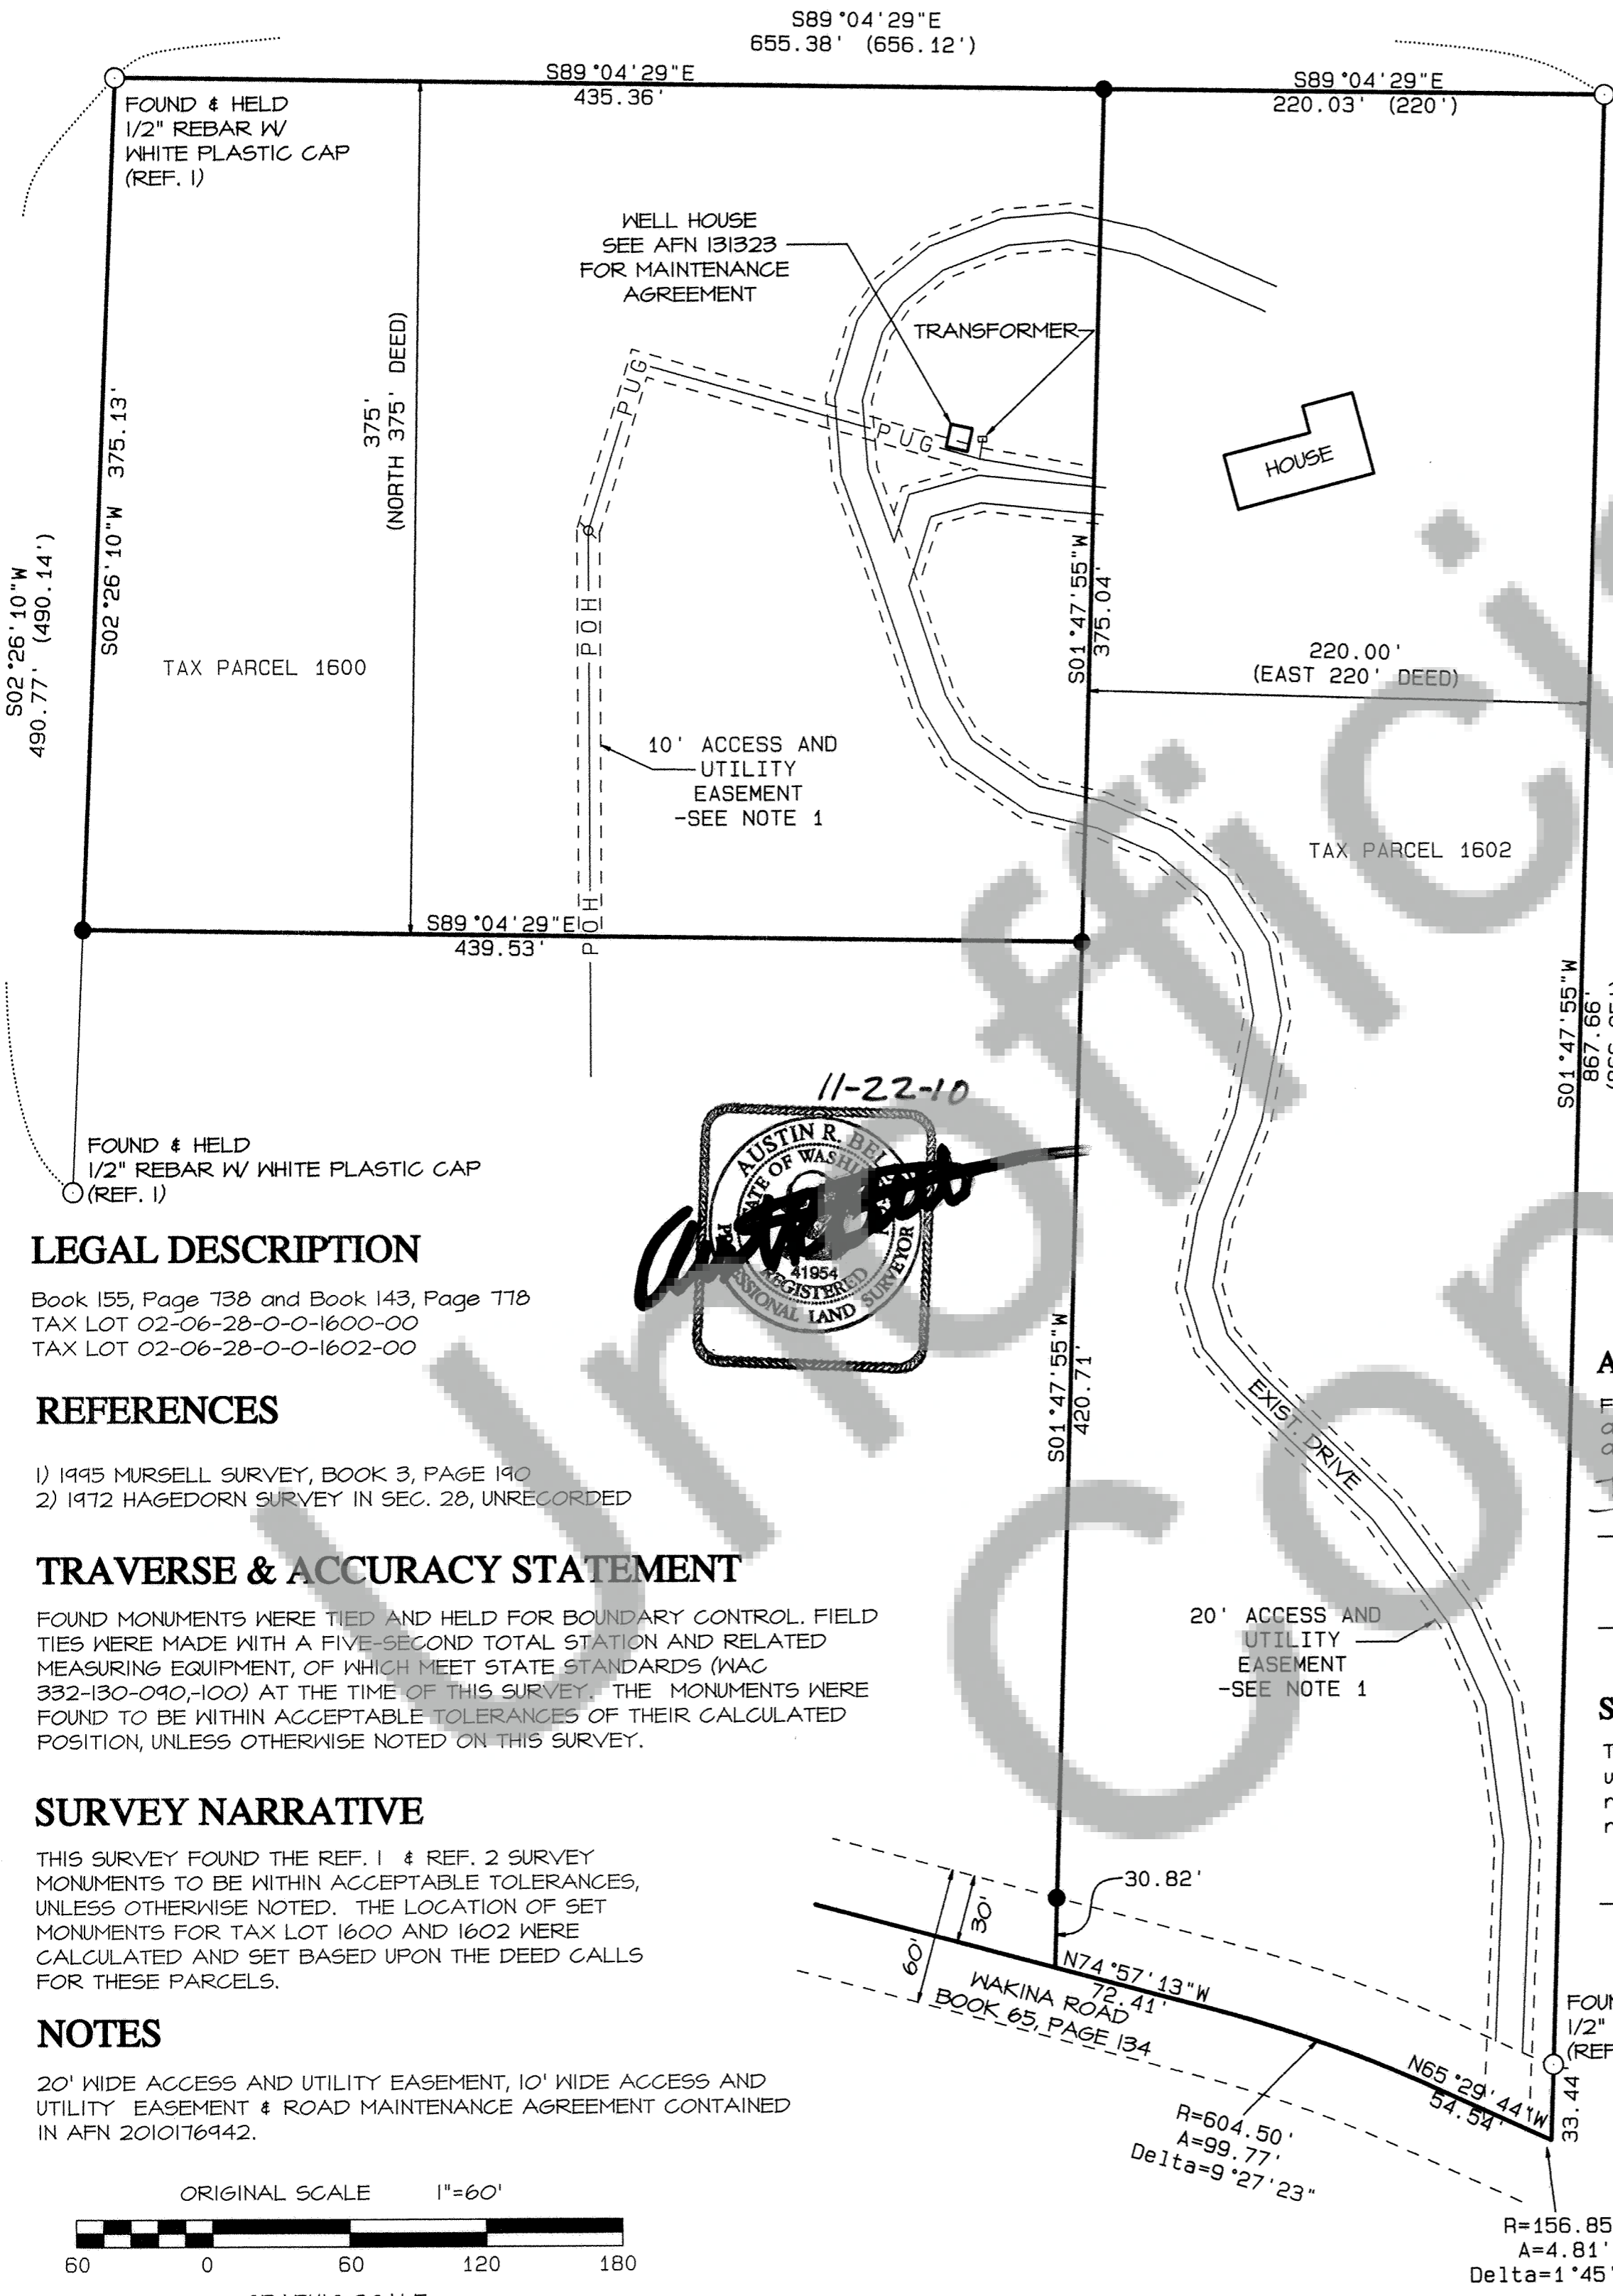 S89°04'29"E
655.38' (656.12')
S89°04'29"E
435.36'
S89°04'29"E
220.03' (220')
FOUND & HELD
1/2" REBAR W/
WHITE PLASTIC CAP
(REF. 1)
WELL HOUSE
SEE AFN 131323
FOR MAINTENANCE
AGREEMENT
TRANSFORMER
375'
(NORTH 375' DEED)
S02°26'10"W 375.13'
S02°26'10"W
490.77' (490.14')
PUG
PUG
HOUSE
S01°47'55"W
375.04'
220.00'
(EAST 220' DEED)
TAX PARCEL 1600
POH
10' ACCESS AND
UTILITY
EASEMENT
-SEE NOTE 1
TAX PARCEL 1602
S89°04'29"E
439.53'
POH
S01°47'55"W
867.66'
11-22-10
AUSTIN R.
STATE OF
41954
REGISTERED
LAND SURVEYOR
FOUND & HELD
1/2" REBAR W/ WHITE PLASTIC CAP
(REF. 1)
LEGAL DESCRIPTION
Book 155, Page 738 and Book 143, Page 778
TAX LOT 02-06-28-0-0-1600-00
TAX LOT 02-06-28-0-0-1602-00
S01°47'55"W
420.71'
EXIST. DRIVE
REFERENCES
1) 1995 MURSELL SURVEY, BOOK 3, PAGE 190
2) 1972 HAGEDORN SURVEY IN SEC. 28, UNRECORDED
TRAVERSE & ACCURACY STATEMENT
FOUND MONUMENTS WERE TIED AND HELD FOR BOUNDARY CONTROL. FIELD
TIES WERE MADE WITH A FIVE-SECOND TOTAL STATION AND RELATED
MEASURING EQUIPMENT, OF WHICH MEET STATE STANDARDS (WAC
332-130-090,-100) AT THE TIME OF THIS SURVEY. THE MONUMENTS WERE
FOUND TO BE WITHIN ACCEPTABLE TOLERANCES OF THEIR CALCULATED
POSITION, UNLESS OTHERWISE NOTED ON THIS SURVEY.
20' ACCESS AND
UTILITY
EASEMENT
-SEE NOTE 1
SURVEY NARRATIVE
THIS SURVEY FOUND THE REF. 1 & REF. 2 SURVEY
MONUMENTS TO BE WITHIN ACCEPTABLE TOLERANCES,
UNLESS OTHERWISE NOTED. THE LOCATION OF SET
MONUMENTS FOR TAX LOT 1600 AND 1602 WERE
CALCULATED AND SET BASED UPON THE DEED CALLS
FOR THESE PARCELS.
30.82'
30'
60'
N74°57'13"W
72.41'
WAKINA ROAD
BOOK 65, PAGE 134
N65°29'44"W
54.54'
33.44'
1/2"
(REF
R=604.50'
A=99.77'
Delta=9°27'23"
R=156.85
A=4.81'
Delta=1°45'
NOTES
20' WIDE ACCESS AND UTILITY EASEMENT, 10' WIDE ACCESS AND
UTILITY EASEMENT & ROAD MAINTENANCE AGREEMENT CONTAINED
IN AFN 2010176942.
ORIGINAL SCALE 1"=60'
60 0 60 120 180
Unoffici